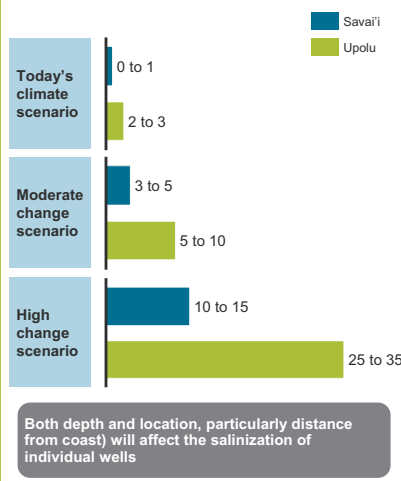 Savai'i
Upolu
Today's
climate
scenario
0 to 1
2 to 3
Moderate
change
scenario
3 to 5
5 to 10
High
change
scenario
10 to 15
25 to 35
Both depth and location, particularly distance
from coast) will affect the salinization of
individual wells